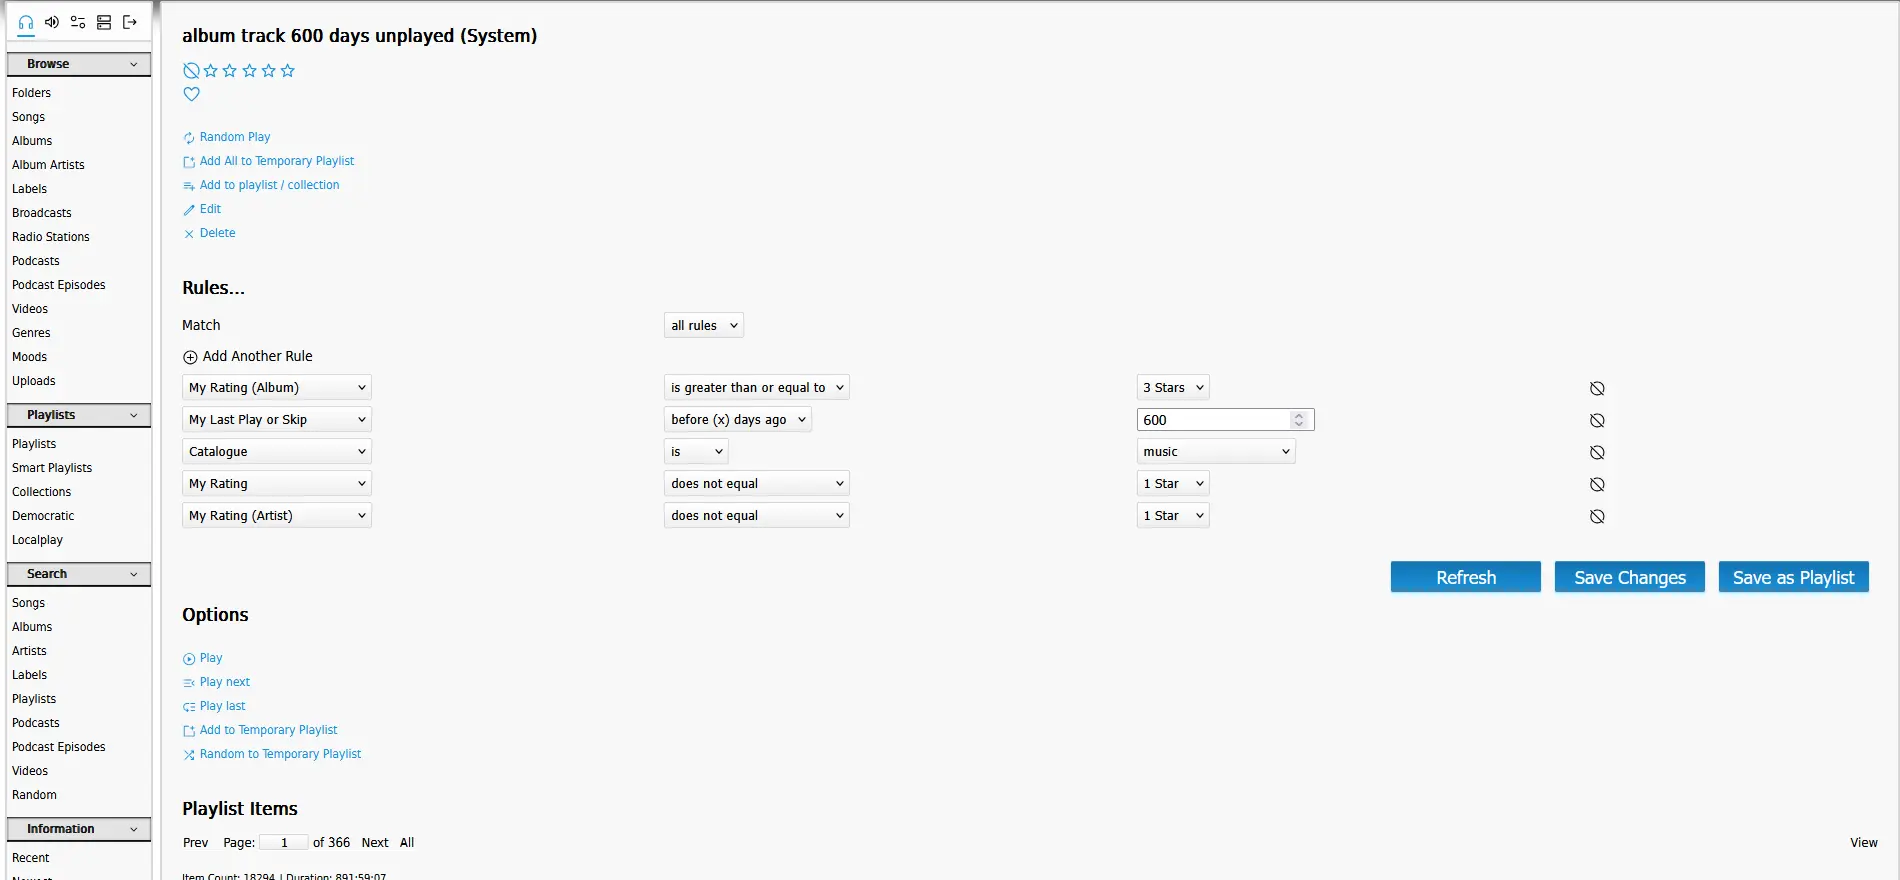 album track 600 days unplayed (System)
Browse
Folders
Songs
Albums
Album Artists
Labels
Broadcasts
Radio Stations
Podcasts
Podcast Episodes
Videos
Genres
Moods
Uploads
Playlists
Playlists
Smart Playlists
Collections
Democratic
Localplay
Search
Songs
Albums
Artists
Labels
Playlists
Podcasts
Podcast Episodes
Videos
Random
Information
Recent
Newest
Random Play
Add All to Temporary Playlist
Add to playlist / collection
Edit
Delete
Rules...
Match all rules
Add Another Rule
My Rating (Album) is greater than or equal to 3 Stars
My Last Play or Skip before (x) days ago 600
Catalogue is music
My Rating does not equal 1 Star
My Rating (Artist) does not equal 1 Star
Refresh Save Changes Save as Playlist
Options
Play
Play next
Play last
Add to Temporary Playlist
Random to Temporary Playlist
Playlist Items
Prev Page: 1 of 366 Next All View
Item Count: 18294 | Duration: 891:59:07